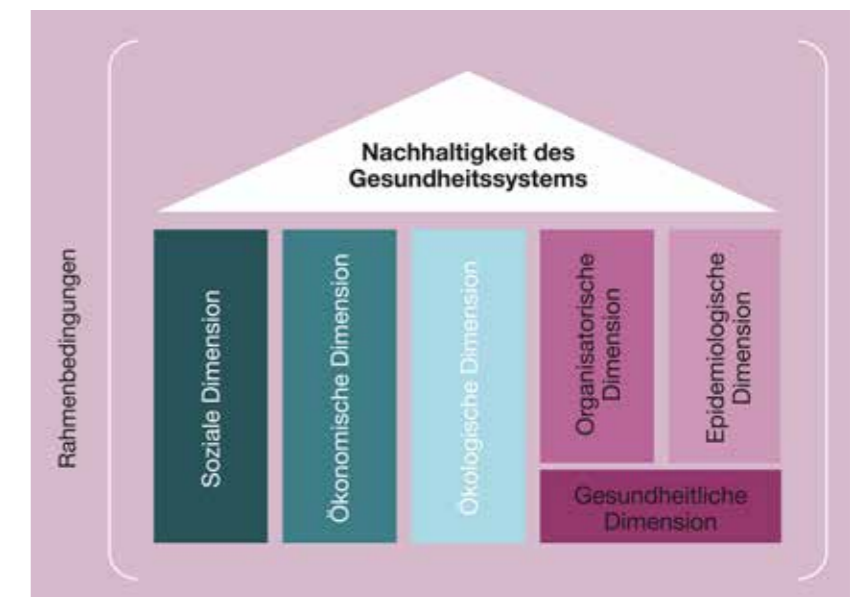 Nachhaltigkeit des
Gesundheitssystems
Rahmenbedingungen
Soziale Dimension
Ökonomische Dimension
Ökologische Dimension
Organisatorische
Dimension
Epidemiologische
Dimension
Gesundheitliche
Dimension